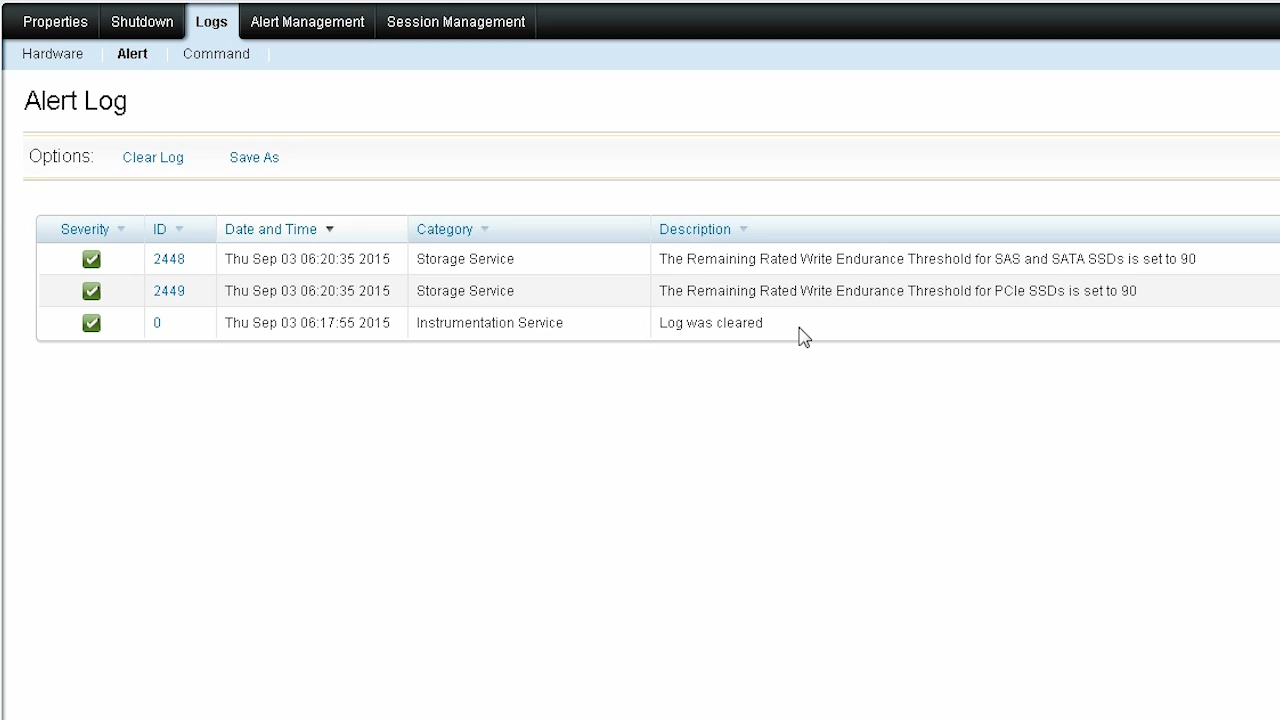 Properties Shutdown Logs Alert Management Session Management
Hardware Alert Command
Alert Log
Options: Clear Log Save As
Severity ID Date and Time Category Description
2448 Thu Sep 03 06:20:35 2015 Storage Service The Remaining Rated Write Endurance Threshold for SAS and SATA SSDs is set to 90
2449 Thu Sep 03 06:20:35 2015 Storage Service The Remaining Rated Write Endurance Threshold for PCIe SSDs is set to 90
0 Thu Sep 03 06:17:55 2015 Instrumentation Service Log was cleared